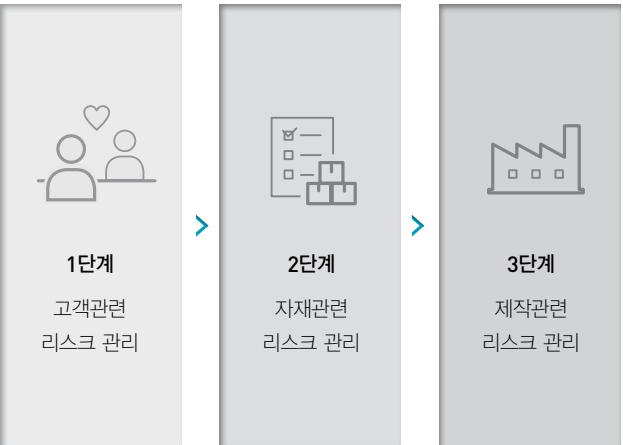 1단계
고객관련
리스크 관리
2단계
자재관련
리스크 관리
3단계
제작관련
리스크 관리